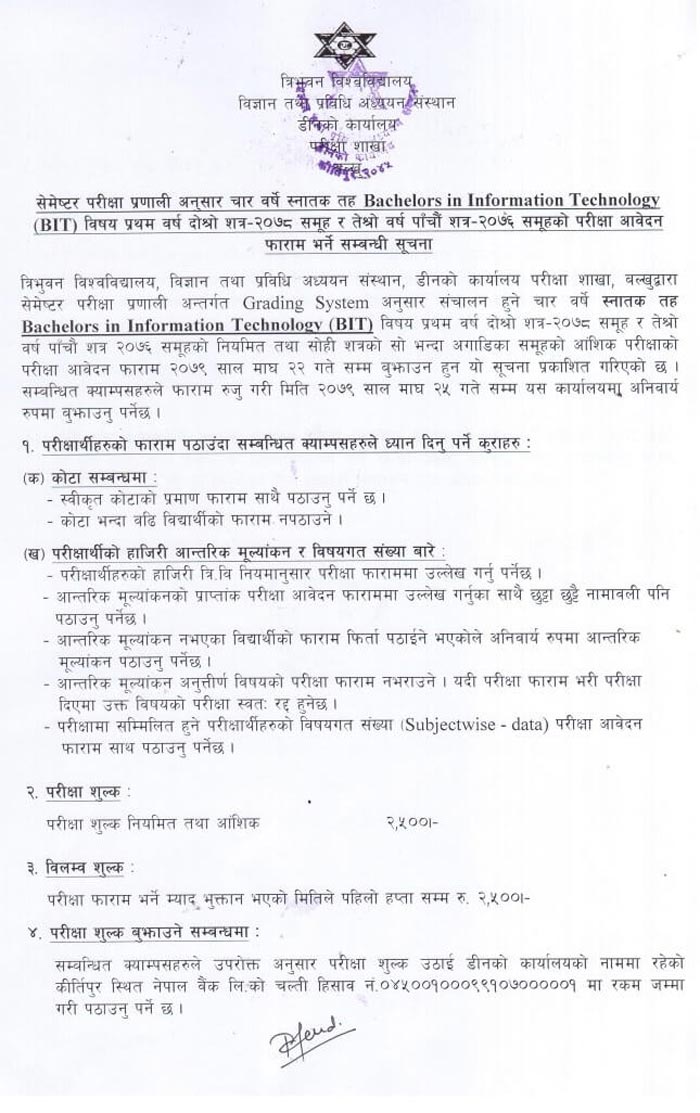 त्रिभुवन विश्वविद्यालय
विज्ञान तथा प्रविधि अध्ययन संस्थान
डीनको कार्यालय
परीक्षा शाखा
बल्खु
डीनको कार्यालय
कीर्तिपुर, २०४५
सेमेष्टर परीक्षा प्रणाली अनुसार चार वर्षे स्नातक तह Bachelors in Information Technology
(BIT) विषय प्रथम वर्ष दोश्रो शत्र-२०७८ समूह र तेश्रो वर्ष पाँचौं शत्र-२०७६ समूहको परीक्षा आवेदन
फाराम भर्ने सम्बन्धी सूचना
त्रिभुवन विश्वविद्यालय, विज्ञान तथा प्रविधि अध्ययन संस्थान, डीनको कार्यालय परीक्षा शाखा, बल्खुद्वारा
सेमेष्टर परीक्षा प्रणाली अन्तर्गत Grading System अनुसार संचालन हुने चार वर्षे स्नातक तह
Bachelors in Information Technology (BIT) विषय प्रथम वर्ष दोश्रो शत्र-२०७८ समूह र तेश्रो
वर्ष पाँचौ शत्र २०७६ समूहको नियमित तथा सोही शत्रको सो भन्दा अगाडिका समूहको आंशिक परीक्षाको
परीक्षा आवेदन फाराम २०७९ साल माघ २२ गते सम्म बुझाउन हुन यो सूचना प्रकाशित गरिएको छ ।
सम्बन्धित क्याम्पसहरुले फाराम रुजु गरी मिति २०७९ साल माघ २५ गते सम्म यस कार्यालयमा अनिवार्य
रुपमा बुझाउनु पर्नेछ ।
१. परीक्षार्थीहरुको फाराम पठाउंदा सम्बन्धित क्याम्पसहरुले ध्यान दिनु पर्ने कुराहरु :
(क) कोटा सम्बन्धमा :
- स्वीकृत कोटाको प्रमाण फाराम साथै पठाउनु पर्ने छ ।
- कोटा भन्दा वढि विद्यार्थीको फाराम नपठाउने ।
(ख) परीक्षार्थीको हाजिरी आन्तरिक मूल्यांकन र विषयगत संख्या बारे :
- परीक्षार्थीहरुको हाजिरी त्रि.वि नियमानुसार परीक्षा फाराममा उल्लेख गर्नु पर्नेछ ।
- आन्तरिक मूल्यांकनको प्राप्तांक परीक्षा आवेदन फाराममा उल्लेख गर्नुका साथै छुट्टा छुट्टै नामावली पनि
पठाउनु पर्नेछ ।
- आन्तरिक मूल्यांकन नभएका विद्यार्थीको फाराम फिर्ता पठाईने भएकोले अनिवार्य रुपमा आन्तरिक
मूल्यांकन पठाउनु पर्नेछ ।
- आन्तरिक मूल्यांकन अनुत्तीर्ण विषयको परीक्षा फाराम नभराउने । यदी परीक्षा फाराम भरी परीक्षा
दिएमा उक्त विषयको परीक्षा स्वतः रद्द हुनेछ ।
- परीक्षामा सम्मिलित हुने परीक्षार्थीहरुको विषयगत संख्या (Subjectwise - data) परीक्षा आवेदन
फाराम साथ पठाउनु पर्नेछ ।
२. परीक्षा शुल्क :
परीक्षा शुल्क नियमित तथा आंशिक २,५००।-
३. विलम्व शुल्क :
परीक्षा फाराम भर्ने म्याद भुक्तान भएको मितिले पहिलो हप्ता सम्म रु. २,५००।-
४. परीक्षा शुल्क बुझाउने सम्बन्धमा :
सम्बन्धित क्याम्पसहरुले उपरोक्त अनुसार परीक्षा शुल्क उठाई डीनको कार्यालयको नाममा रहेको
कीर्तिपुर स्थित नेपाल वैंक लि.को चल्ती हिसाव नं.०४५००१०००९९१०७००००० १ मा रकम जम्मा
गरी पठाउनु पर्ने छ ।